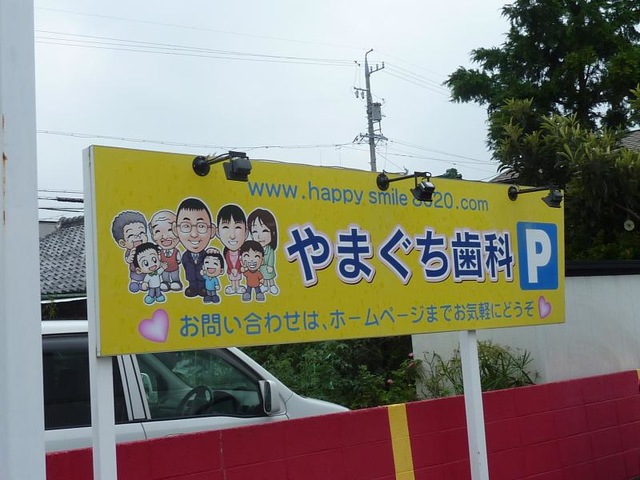 www.happy smile 8020.com
やまぐち歯科 P
お問い合わせは、ホームページまでお気軽にどうぞ